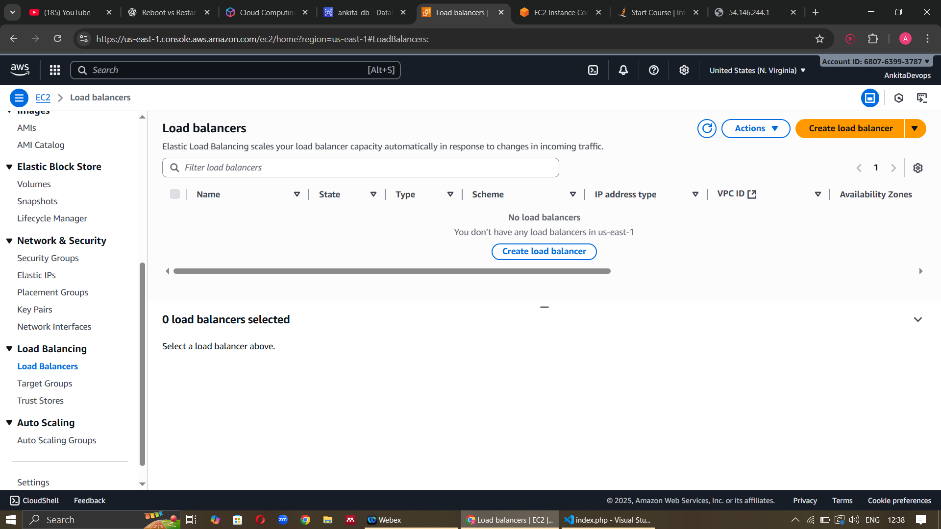 (185) YouTube
Reboot vs Resta
Cloud Computin
ankita_db - Data
Load balancers |
EC2 Instance Co
Start Course | In
54.146.244.1
https://us-east-1.console.aws.amazon.com/ec2/home?region=us-east-1#LoadBalancers:
A
aws
Search
[Alt+S]
United States (N. Virginia)
Account ID: 6807-6399-3787
AnkitaDevops
EC2
Load balancers
Images
AMIs
AMI Catalog
Elastic Block Store
Volumes
Snapshots
Lifecycle Manager
Network & Security
Security Groups
Elastic IPs
Placement Groups
Key Pairs
Network Interfaces
Load Balancing
Load Balancers
Target Groups
Trust Stores
Auto Scaling
Auto Scaling Groups
Settings
Load balancers
Actions
Create load balancer
Elastic Load Balancing scales your load balancer capacity automatically in response to changes in incoming traffic.
Filter load balancers
1
Name
State
Type
Scheme
IP address type
VPC ID
Availability Zones
No load balancers
You don't have any load balancers in us-east-1
Create load balancer
0 load balancers selected
Select a load balancer above.
CloudShell
Feedback
© 2025, Amazon Web Services, Inc. or its affiliates.
Privacy
Terms
Cookie preferences
Search
Webex
Load balancers | EC2 |...
index.php - Visual Stu...
ENG
12:38